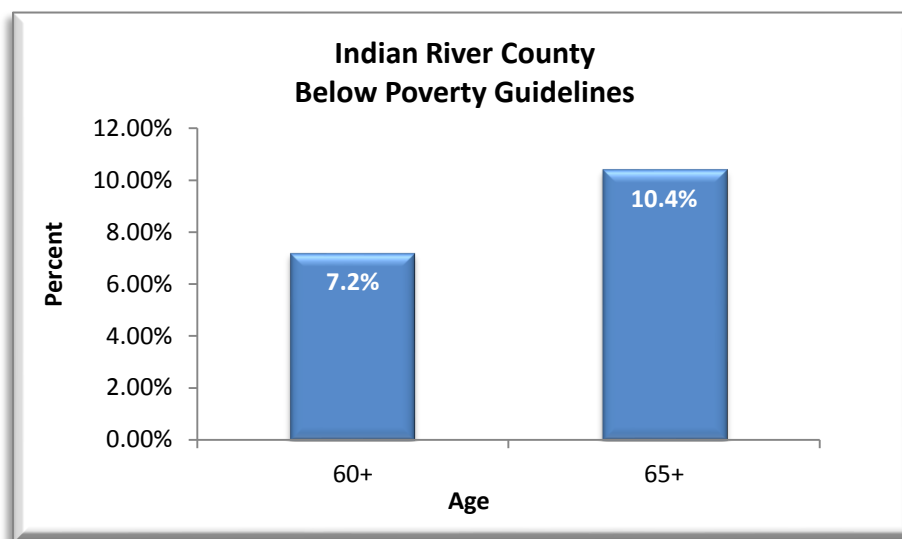 Indian River County
Below Poverty Guidelines
12.00%
10.00%
8.00%
6.00%
4.00%
2.00%
0.00%
Percent
7.2%
10.4%
60+
65+
Age